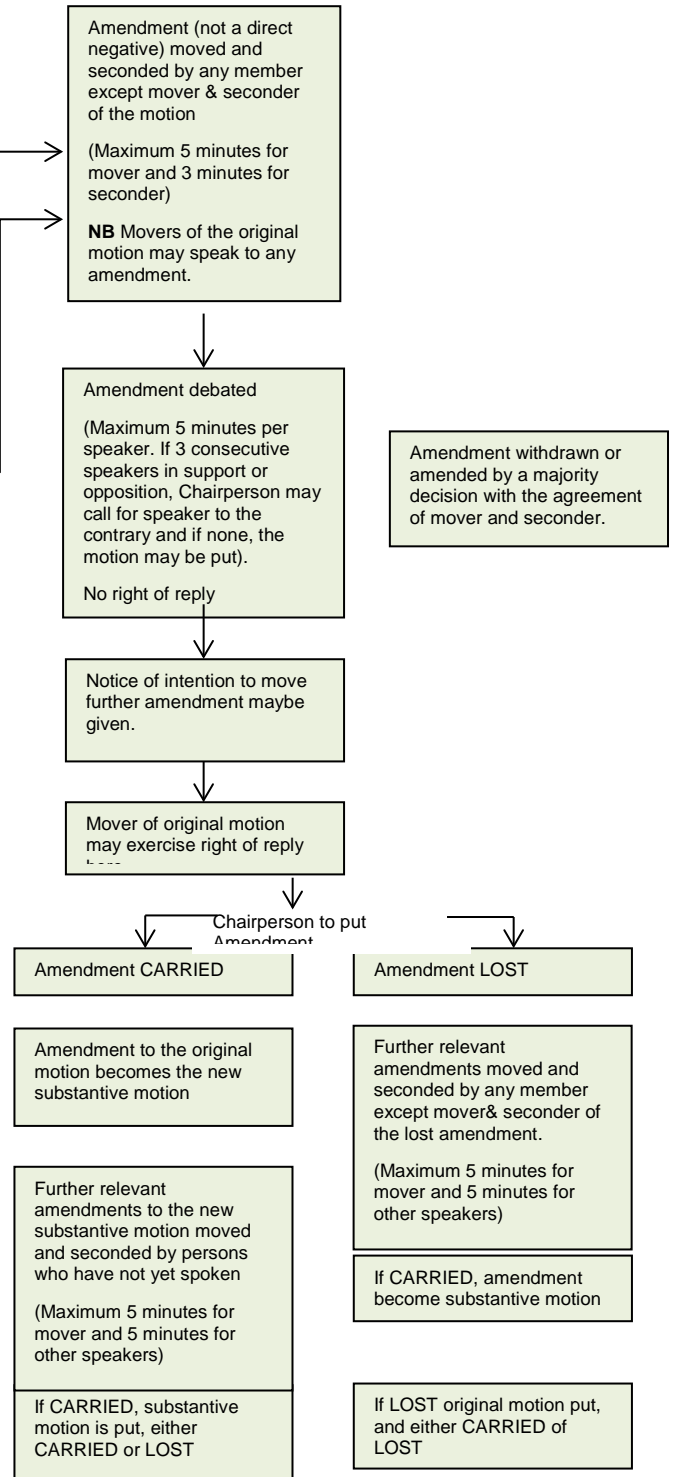 Amendment (not a direct
negative) moved and
seconded by any member
except mover & seconder
of the motion
(Maximum 5 minutes for
mover and 3 minutes for
seconder)
NB Movers of the original
motion may speak to any
amendment.
Amendment debated
(Maximum 5 minutes per
speaker. If 3 consecutive
speakers in support or
opposition, Chairperson may
call for speaker to the
contrary and if none, the
motion may be put).
No right of reply
Amendment withdrawn or
amended by a majority
decision with the agreement
of mover and seconder.
Notice of intention to move
further amendment maybe
given.
Mover of original motion
may exercise right of reply
Chairperson to put
Amendment
Amendment CARRIED
Amendment LOST
Amendment to the original
motion becomes the new
substantive motion
Further relevant
amendments moved and
seconded by any member
except mover& seconder of
the lost amendment.
(Maximum 5 minutes for
mover and 5 minutes for
other speakers)
Further relevant
amendments to the new
substantive motion moved
and seconded by persons
who have not yet spoken
(Maximum 5 minutes for
mover and 5 minutes for
other speakers)
If CARRIED, amendment
become substantive motion
If CARRIED, substantive
motion is put, either
CARRIED or LOST
If LOST original motion put,
and either CARRIED of
LOST